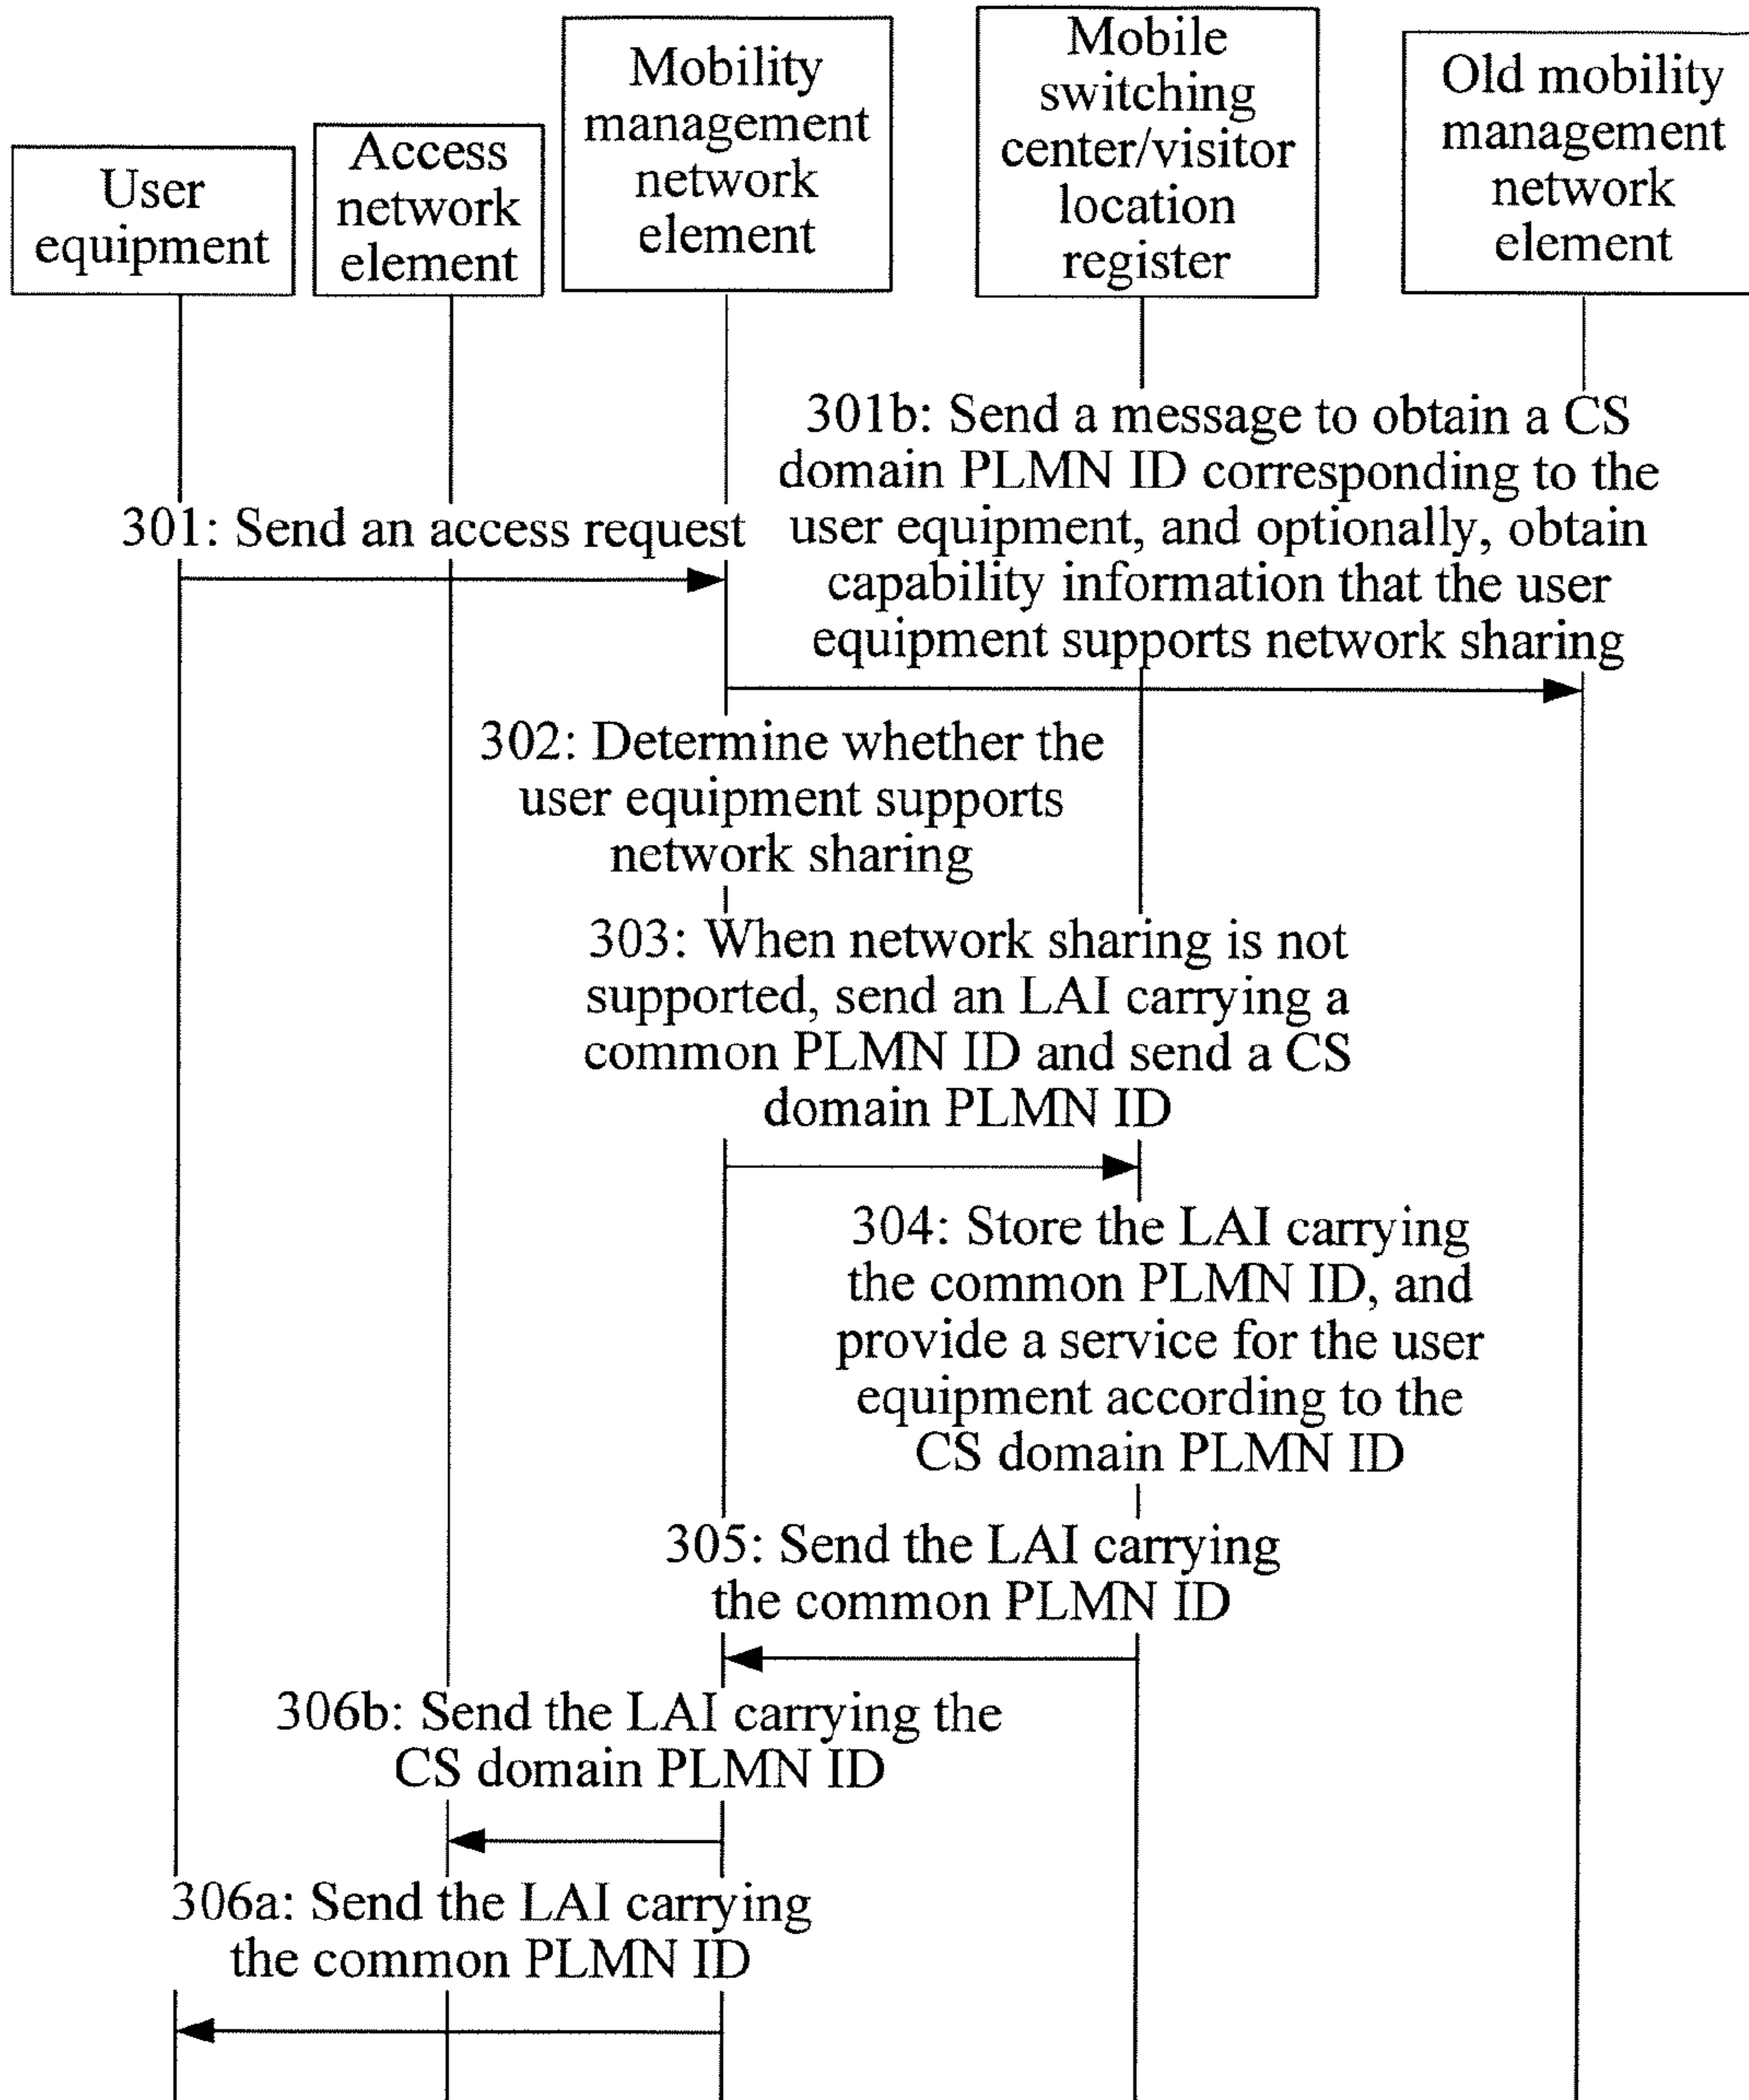 User
equipment
Access
network
element
Mobility
management
network
element
Mobile
switching
center/visitor
location
register
Old mobility
management
network
element
301: Send an access request
301b: Send a message to obtain a CS
domain PLMN ID corresponding to the
user equipment, and optionally, obtain
capability information that the user
equipment supports network sharing
302: Determine whether the
user equipment supports
network sharing
303: When network sharing is not
supported, send an LAI carrying a
common PLMN ID and send a CS
domain PLMN ID
304: Store the LAI carrying
the common PLMN ID, and
provide a service for the user
equipment according to the
CS domain PLMN ID
305: Send the LAI carrying
the common PLMN ID
306b: Send the LAI carrying the
CS domain PLMN ID
306a: Send the LAI carrying
the common PLMN ID